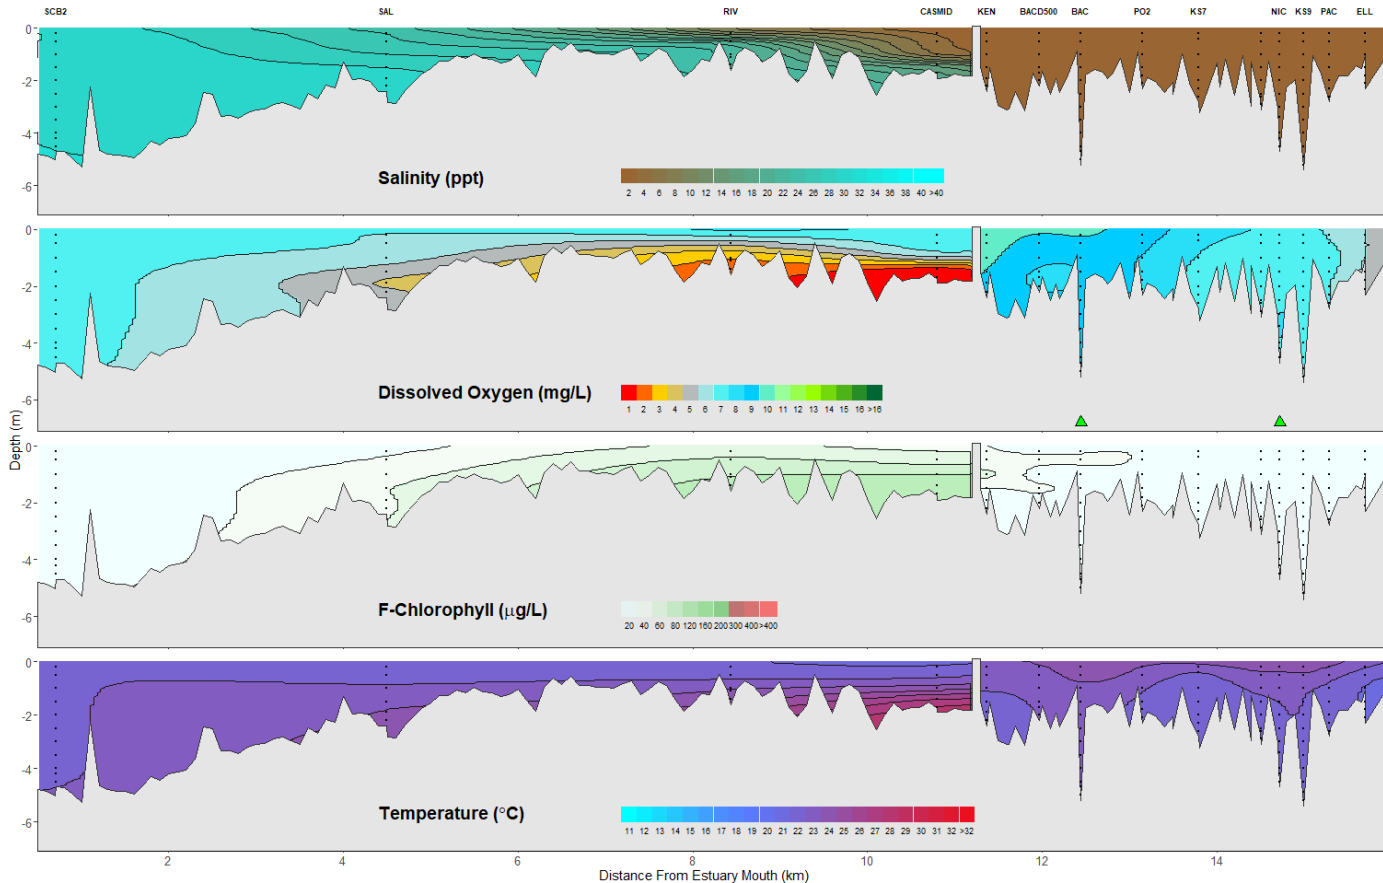 SCB2 SAL RIV CASMID KEN BACD500 BAC PO2 KS7 NIC KS9 PAC ELL
0
-2
-4
-6
Salinity (ppt)
2 4 6 8 10 12 14 16 18 20 22 24 26 28 30 32 34 36 38 40 >40
0
-2
-4
-6
Dissolved Oxygen (mg/L)
1 2 3 4 5 6 7 8 9 10 11 12 13 14 15 16 >16
Depth (m)
0
-2
-4
-6
F-Chlorophyll (μg/L)
20 40 60 80 120 160 200 300 400 >400
0
-2
-4
-6
Temperature (°C)
11 12 13 14 15 16 17 18 19 20 21 22 23 24 25 26 27 28 29 30 31 32 >32
2 4 6 8 10 12 14
Distance From Estuary Mouth (km)